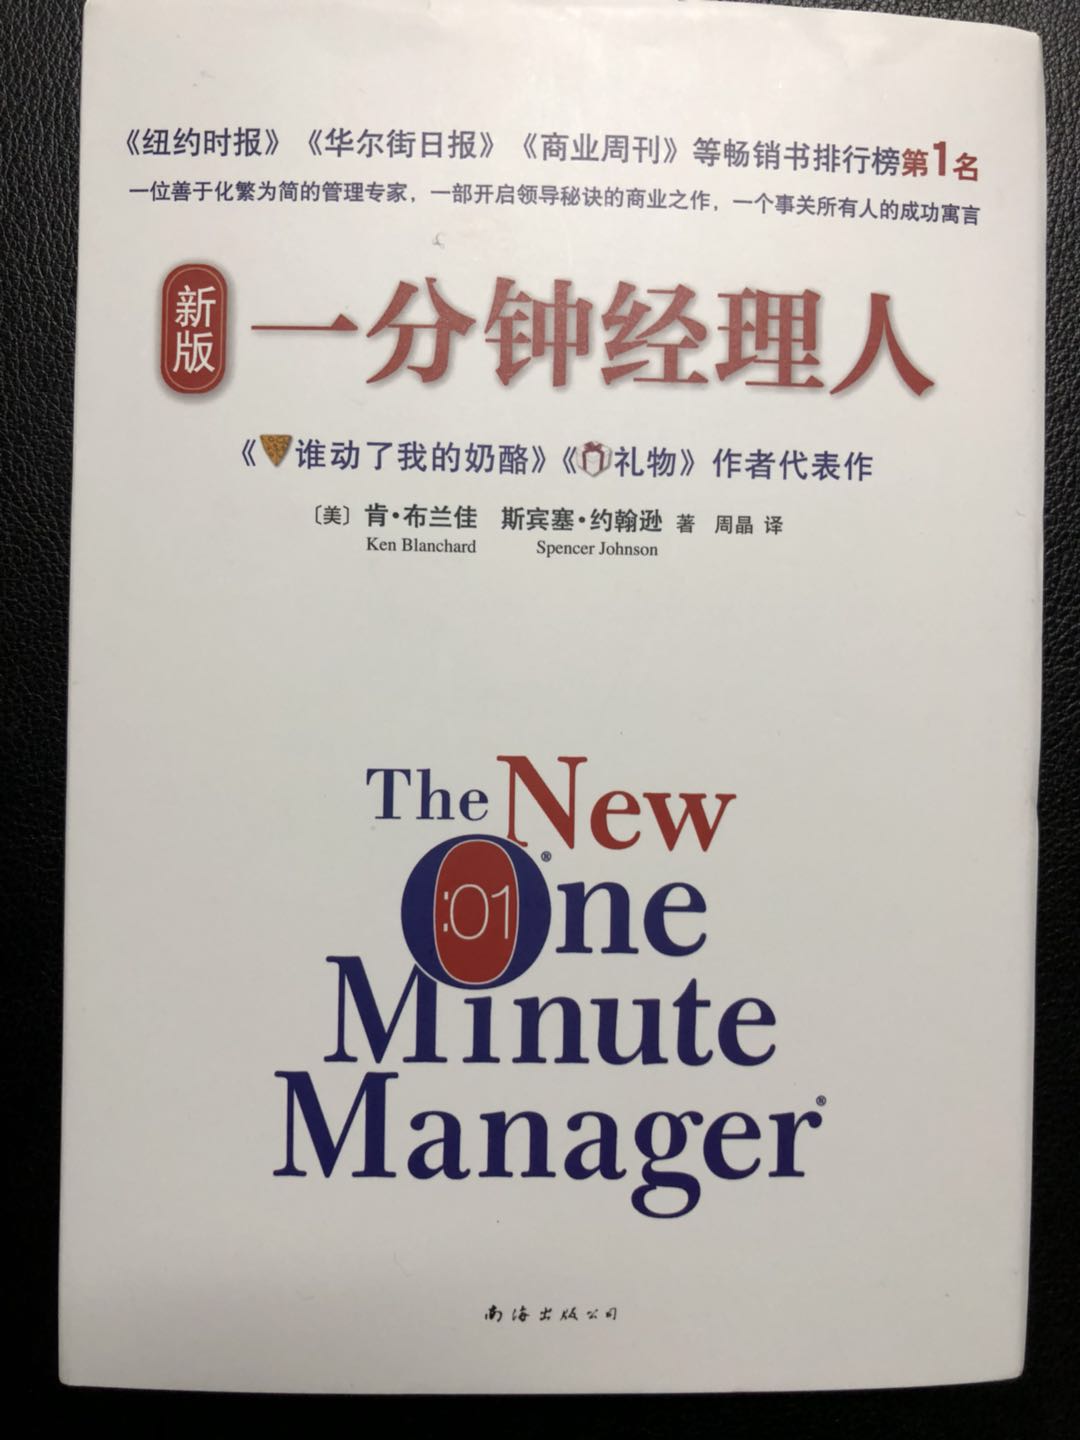 《纽约时报》《华尔街日报》《商业周刊》等畅销书排行榜第1名
一位善于化繁为简的管理专家，一部开启领导秘诀的商业之作，一个事关所有人的成功寓言
新版 一分钟经理人
《谁动了我的奶酪》《礼物》作者代表作
〔美〕肯·布兰佳 斯宾塞·约翰逊 著 周晶 译
Ken Blanchard Spencer Johnson
The New
:01
One®
Minute
Manager®
南海出版公司